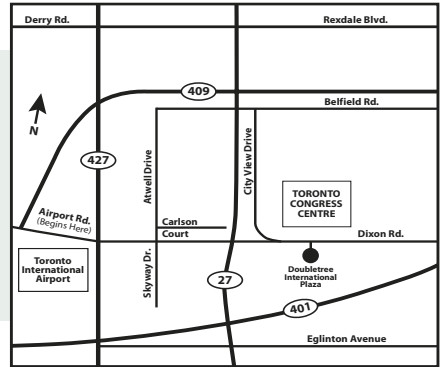 Derry Rd.
Rexdale Blvd.
409
Belfield Rd.
N
427
Atwell Drive
City View Drive
TORONTO
CONGRESS
CENTRE
Airport Rd.
(Begins Here)
Carlson
Court
Dixon Rd.
Toronto
International
Airport
Skyway Dr.
27
Doubletree
International
Plaza
401
Eglinton Avenue